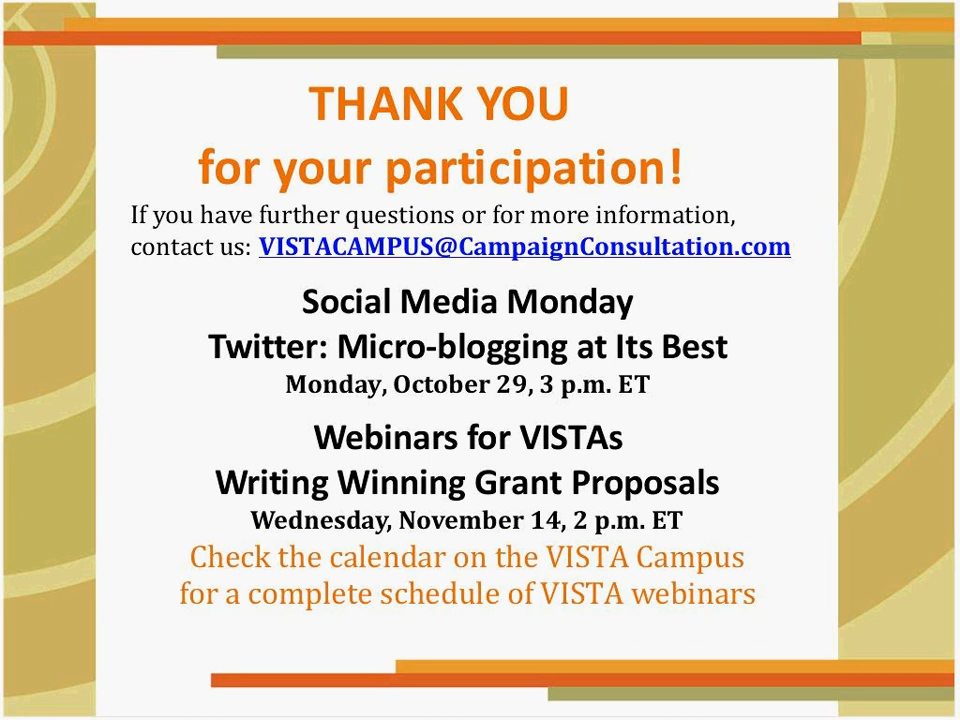 THANK YOU
for your participation!
If you have further questions or for more information,
contact us: VISTACAMPUS@CampaignConsultation.com
Social Media Monday
Twitter: Micro-blogging at Its Best
Monday, October 29, 3 p.m. ET
Webinars for VISTAs
Writing Winning Grant Proposals
Wednesday, November 14, 2 p.m. ET
Check the calendar on the VISTA Campus
for a complete schedule of VISTA webinars